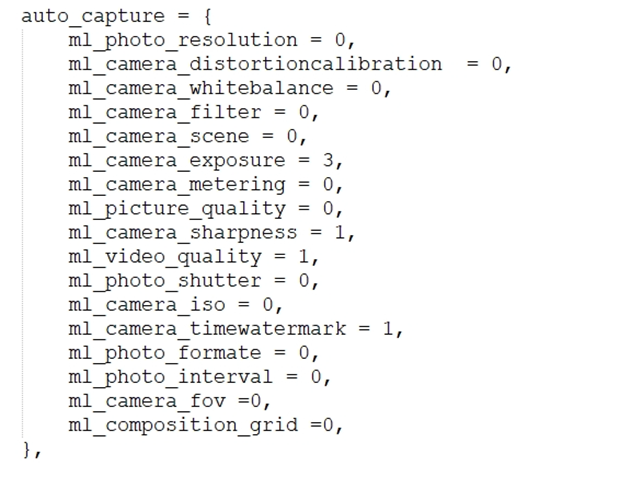 auto_capture = {
    ml_photo_resolution = 0,
    ml_camera_distortioncalibration  = 0,
    ml_camera_whitebalance = 0,
    ml_camera_filter = 0,
    ml_camera_scene = 0,
    ml_camera_exposure = 3,
    ml_camera_metering = 0,
    ml_picture_quality = 0,
    ml_camera_sharpness = 1,
    ml_video_quality = 1,
    ml_photo_shutter = 0,
    ml_camera_iso = 0,
    ml_camera_timewatermark = 1,
    ml_photo_formate = 0,
    ml_photo_interval = 0,
    ml_camera_fov =0,
    ml_composition_grid =0,
},